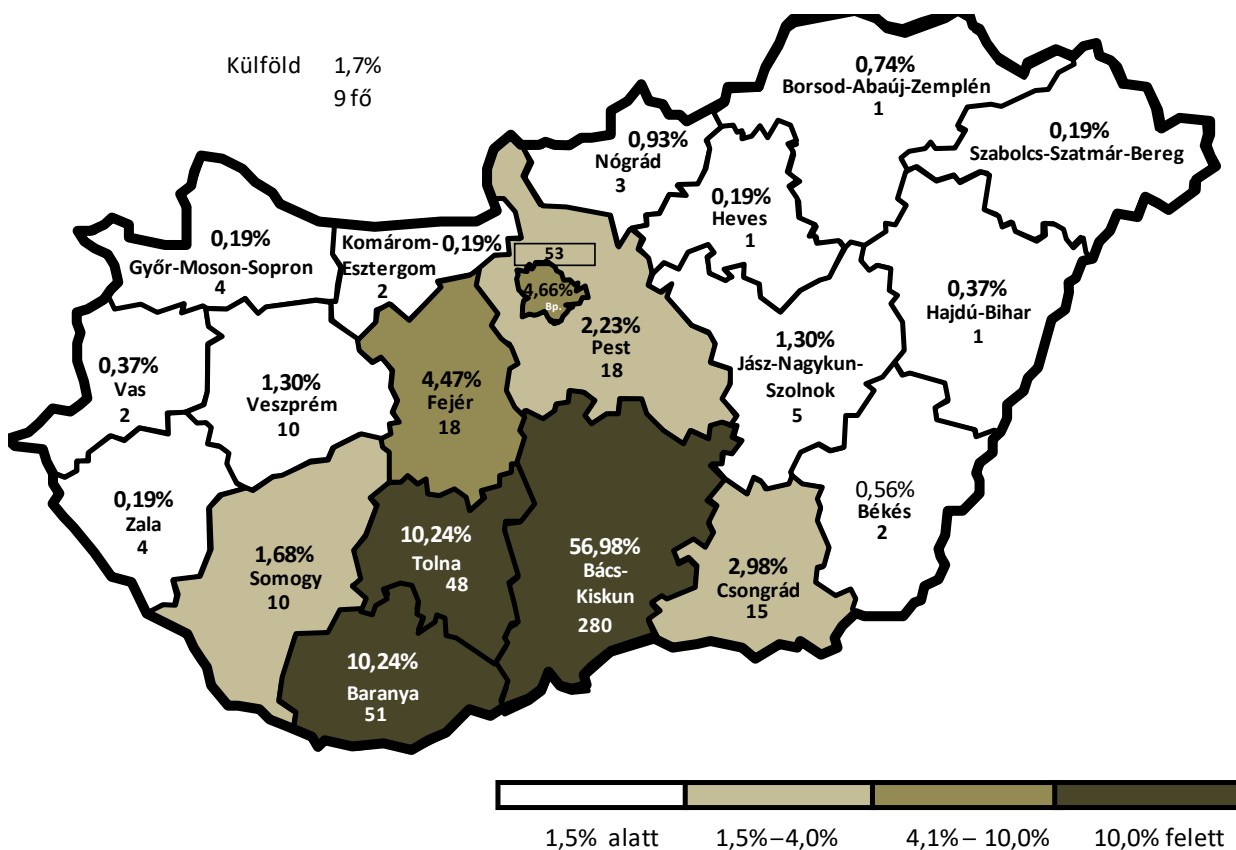 Külföld 1,7%
9 fő
0,74%
Borsod-Abaúj-Zemplén
1
0,93%
Nógrád
3
0,19%
Szabolcs-Szatmár-Bereg
0,19%
Heves
1
0,19%
Győr-Moson-Sopron
4
Komárom- 0,19%
Esztergom
2
53
4,66%
Bp.
2,23%
Pest
18
0,37%
Hajdú-Bihar
1
1,30%
Jász-Nagykun-
Szolnok
5
0,37%
Vas
2
1,30%
Veszprém
10
4,47%
Fejér
18
0,19%
Zala
4
1,68%
Somogy
10
10,24%
Tolna
48
56,98%
Bács-
Kiskun
280
2,98%
Csongrád
15
0,56%
Békés
2
10,24%
Baranya
51
1,5% alatt 1,5%–4,0% 4,1%– 10,0% 10,0% felett